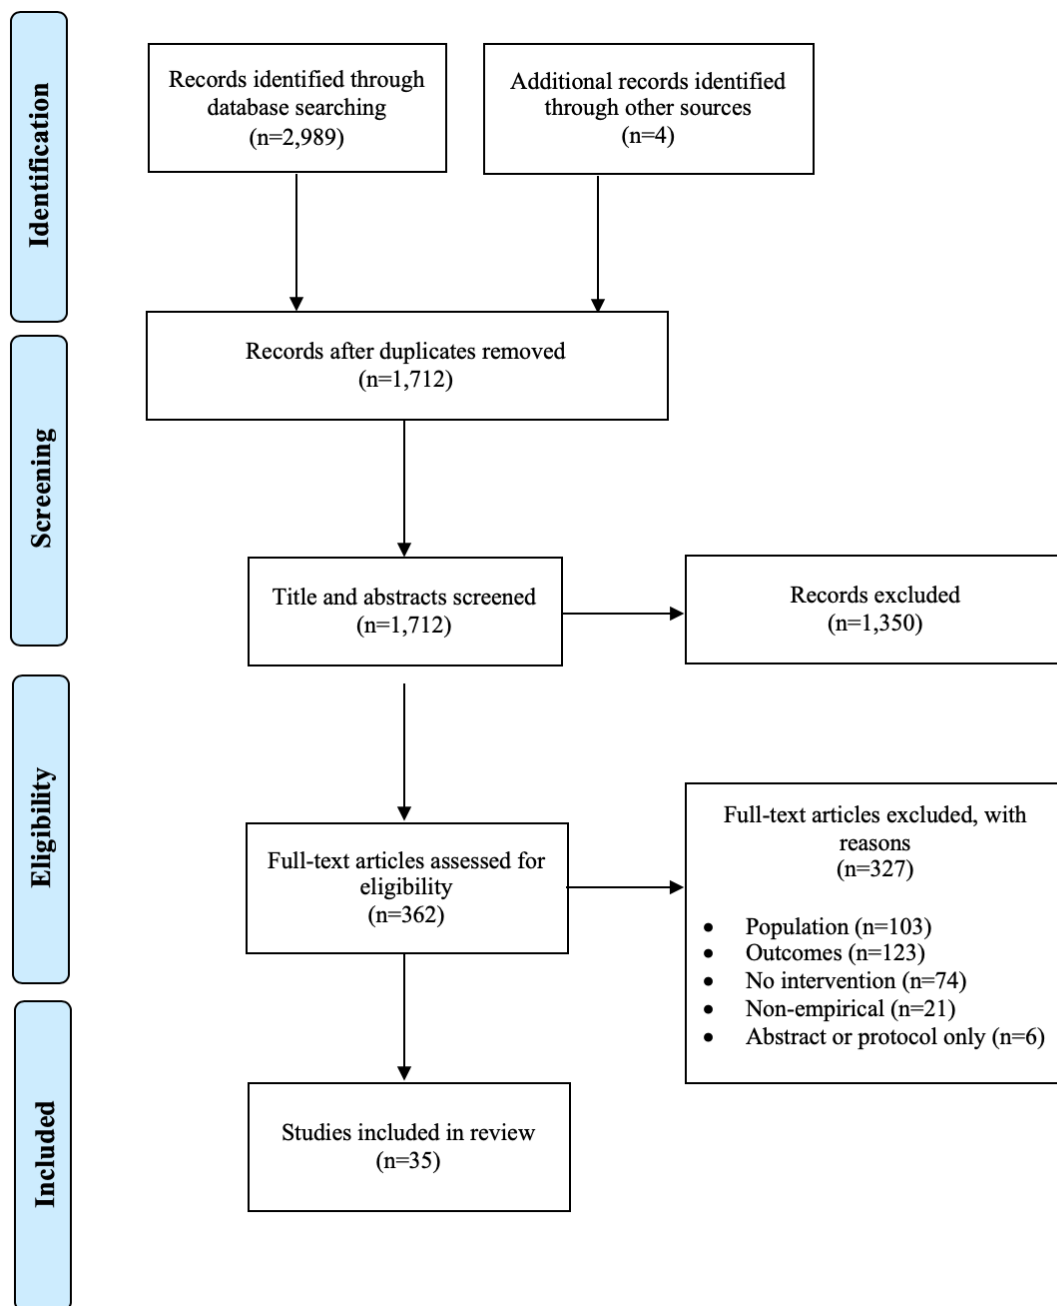 Identification
Records identified through
database searching
(n=2,989)
Additional records identified
through other sources
(n=4)
Records after duplicates removed
(n=1,712)
Screening
Title and abstracts screened
(n=1,712)
Records excluded
(n=1,350)
Eligibility
Full-text articles assessed for
eligibility
(n=362)
Full-text articles excluded, with
reasons
(n=327)
• Population (n=103)
• Outcomes (n=123)
• No intervention (n=74)
• Non-empirical (n=21)
• Abstract or protocol only (n=6)
Included
Studies included in review
(n=35)